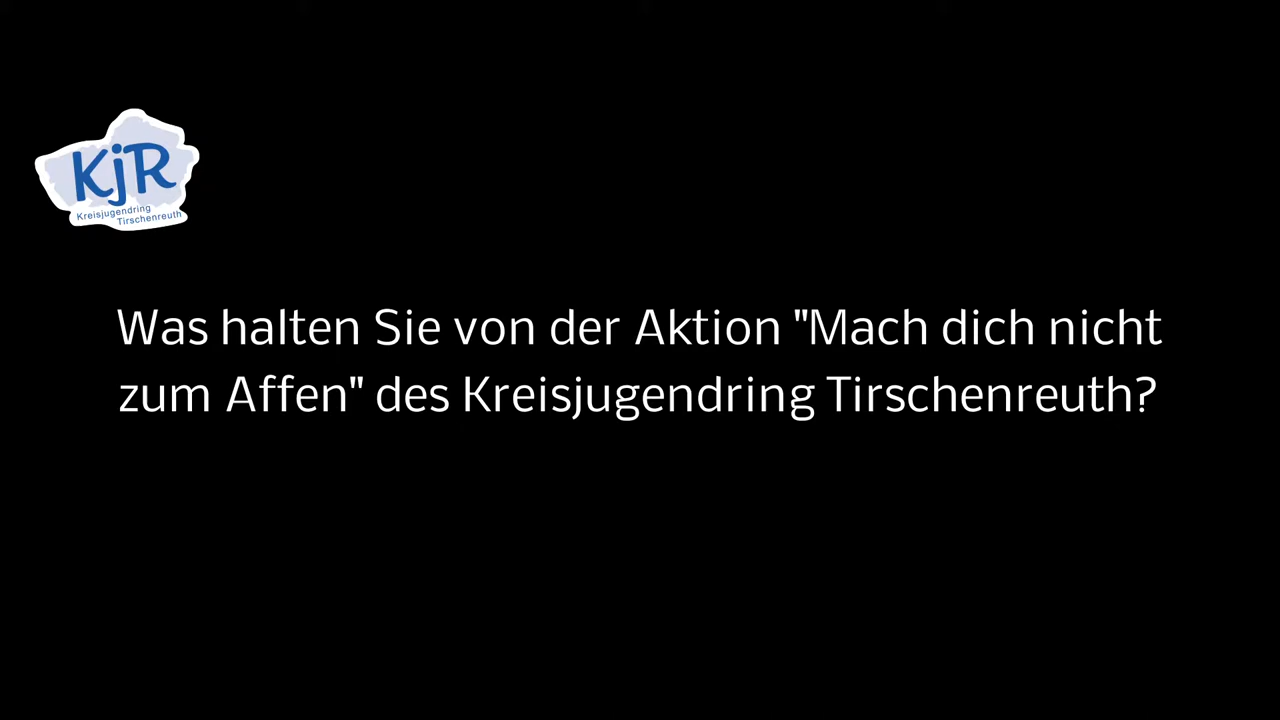 KjR
Kreisjugendring
Tirschenreuth
Was halten Sie von der Aktion "Mach dich nicht
zum Affen" des Kreisjugendring Tirschenreuth?